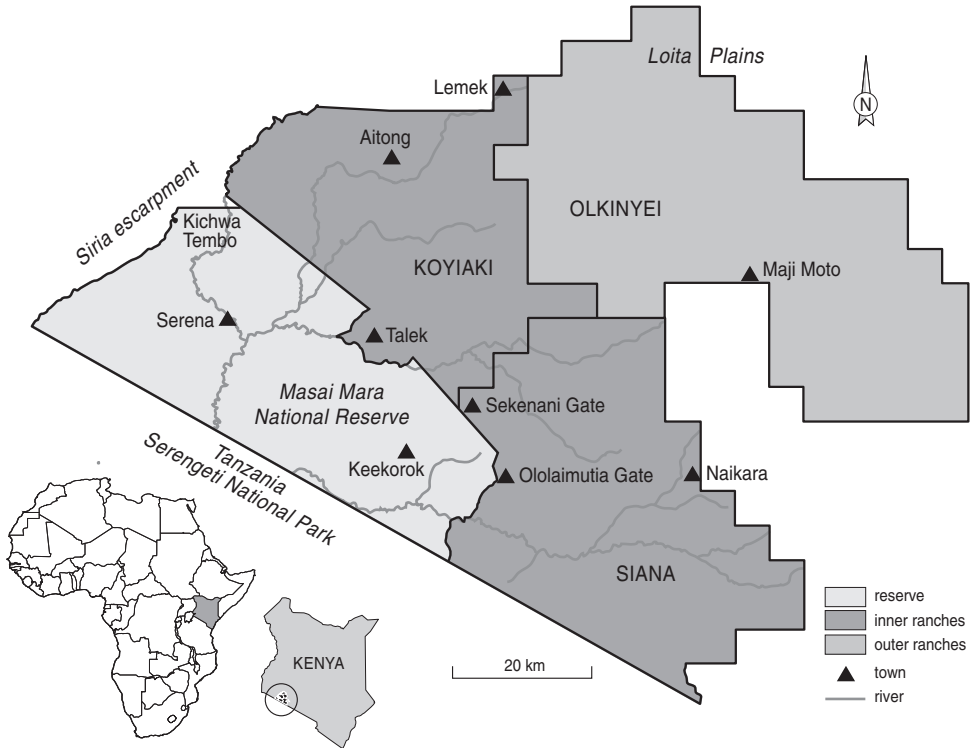 Loita Plains
N
Lemek
Aitong
OLKINYEI
Siria escarpment
Kichwa
Tembo
KOYIAKI
Maji Moto
Serena
Talek
Masai Mara
National Reserve
Sekenani Gate
Keekorok
Ololaimutia Gate
Naikara
Tanzania
Serengeti National Park
SIANA
reserve
inner ranches
outer ranches
town
river
20 km
KENYA